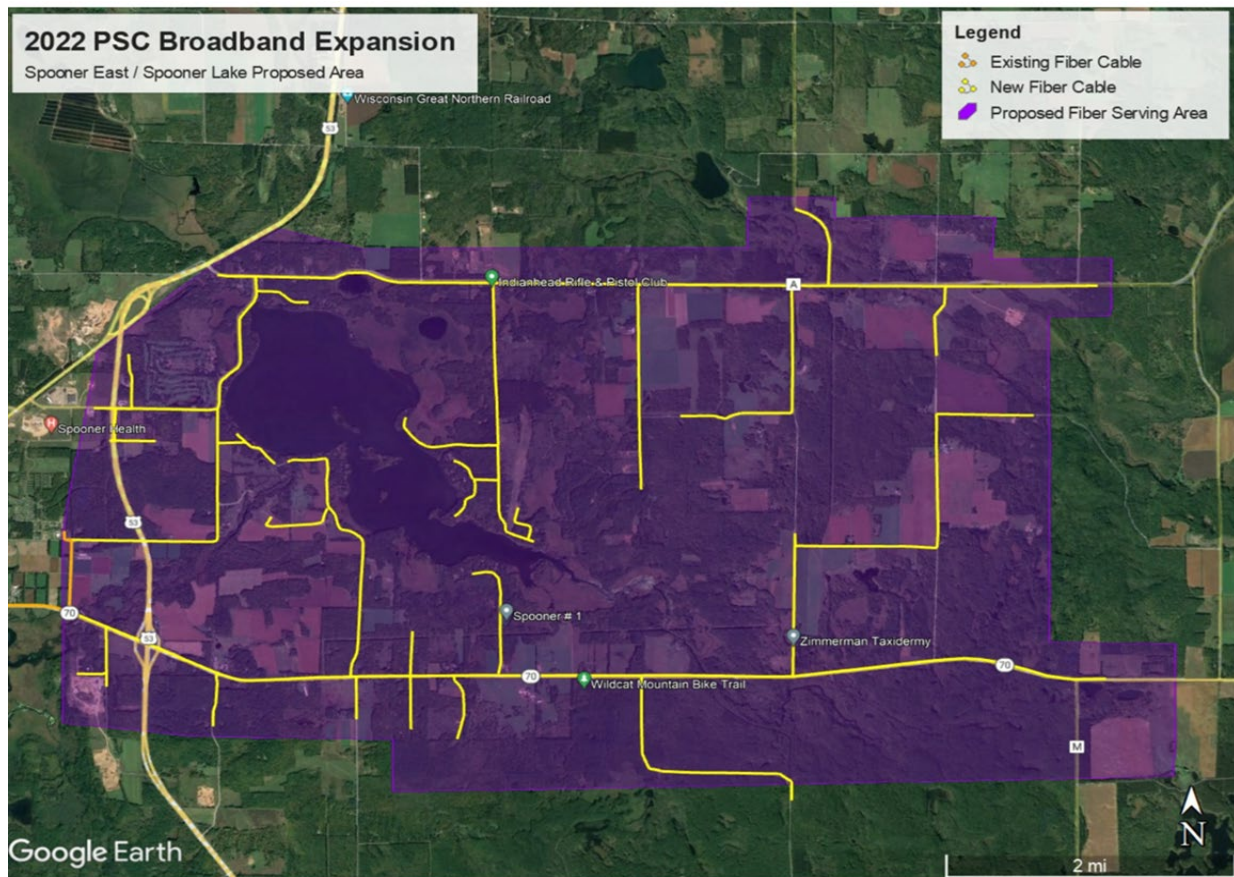 2022 PSC Broadband Expansion
Spooner East / Spooner Lake Proposed Area
Legend
Existing Fiber Cable
New Fiber Cable
Proposed Fiber Serving Area
Wisconsin Great Northern Railroad
53
Indianhead Rifle & Pistol Club
A
H
Spooner Health
53
70
53
Spooner # 1
Zimmerman Taxidermy
70
70
Wildcat Mountain Bike Trail
M
N
Google Earth
2 mi